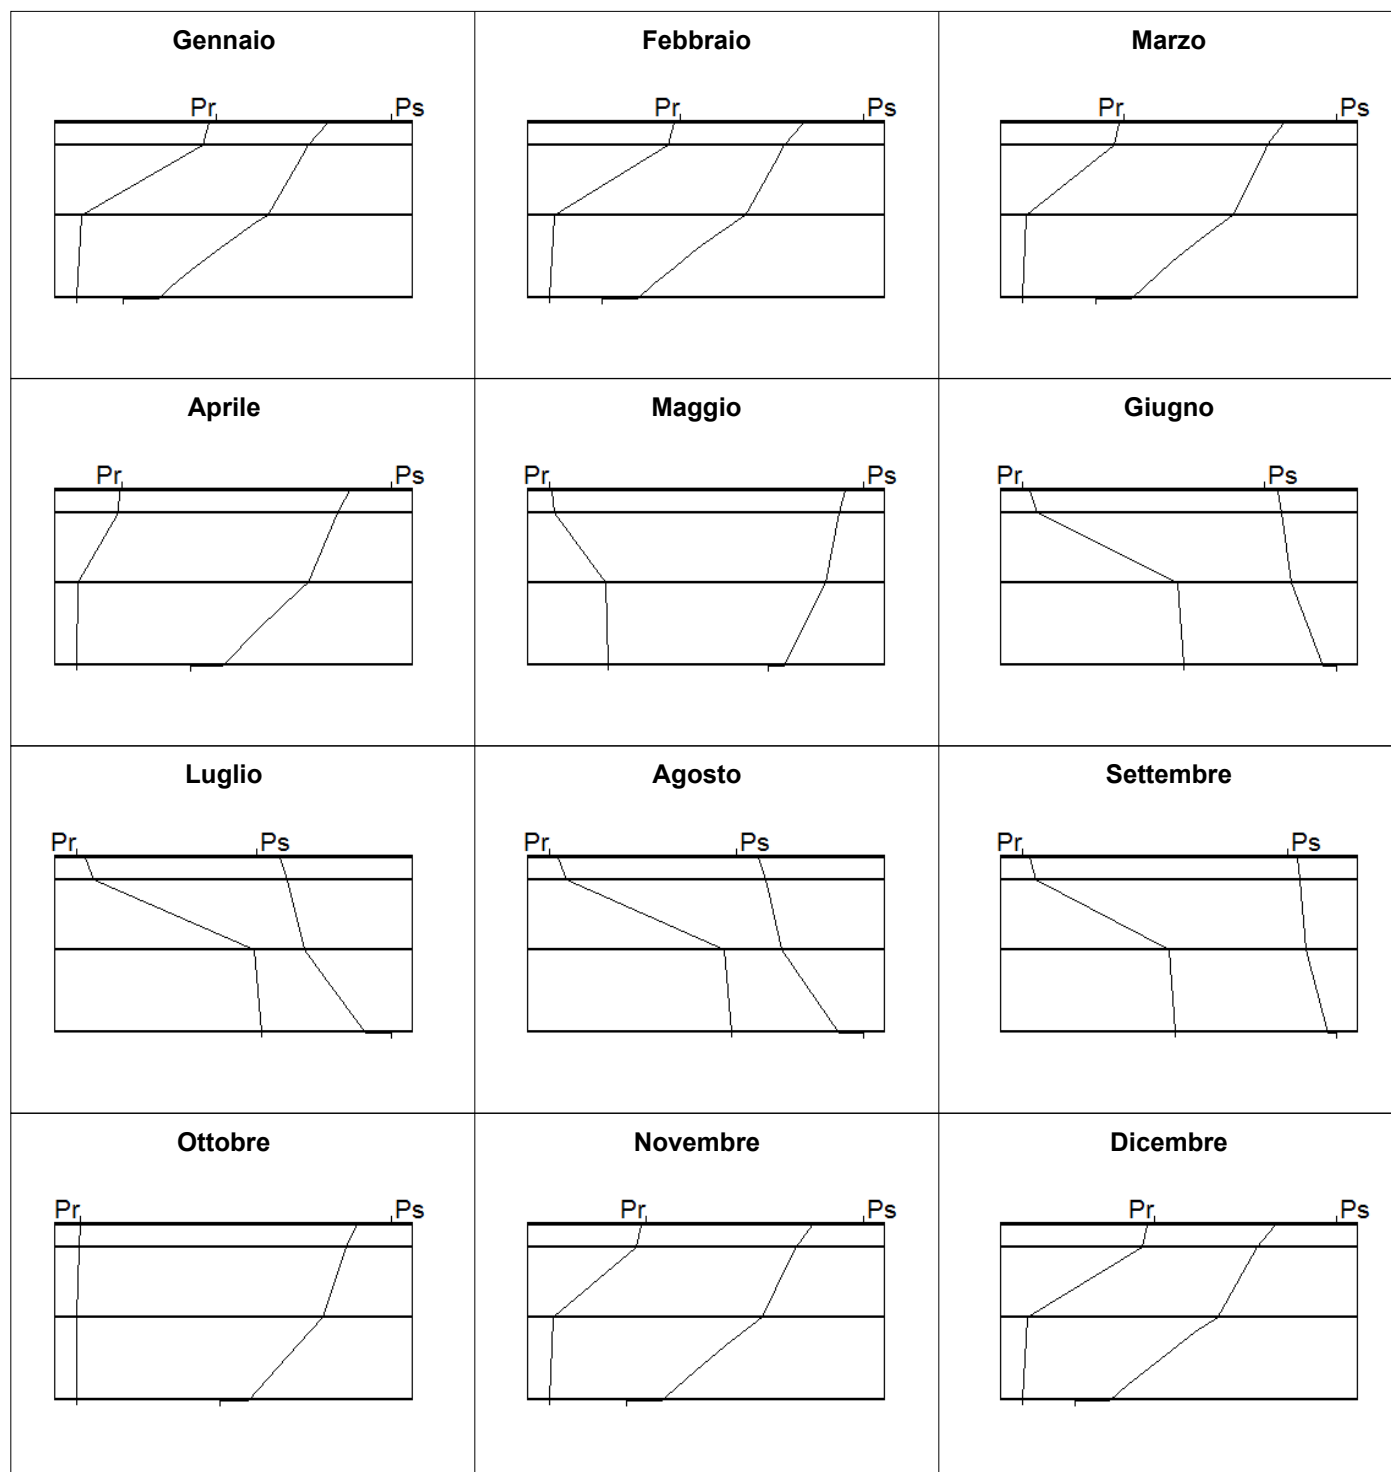 Gennaio Febbraio Marzo
Pr Ps Pr Ps Pr Ps
Aprile Maggio Giugno
Pr Ps Pr Ps Pr Ps
Luglio Agosto Settembre
Pr Ps Pr Ps Pr Ps
Ottobre Novembre Dicembre
Pr Ps Pr Ps Pr Ps